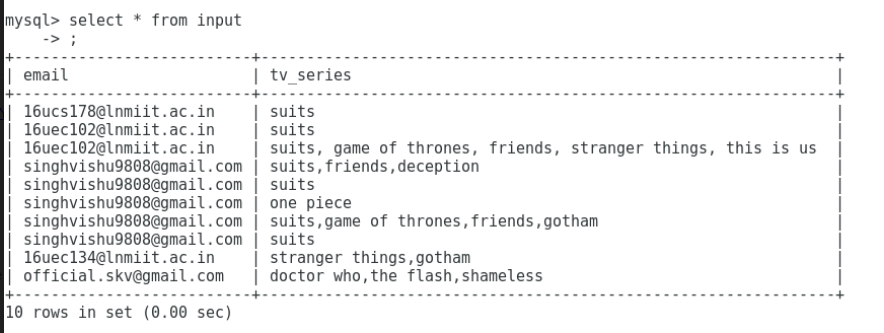 mysql> select * from input
    -> ;
+--------------------------+----------------------------------------------------------------+
| email                    | tv_series                                                      |
+--------------------------+----------------------------------------------------------------+
| 16ucs178@lnmiit.ac.in    | suits                                                          |
| 16uec102@lnmiit.ac.in    | suits                                                          |
| 16uec102@lnmiit.ac.in    | suits, game of thrones, friends, stranger things, this is us   |
| singhvishu9808@gmail.com | suits,friends,deception                                        |
| singhvishu9808@gmail.com | suits                                                          |
| singhvishu9808@gmail.com | one piece                                                      |
| singhvishu9808@gmail.com | suits,game of thrones,friends,gotham                           |
| singhvishu9808@gmail.com | suits                                                          |
| 16uec134@lnmiit.ac.in    | stranger things,gotham                                         |
| official.skv@gmail.com   | doctor who,the flash,shameless                                 |
+--------------------------+----------------------------------------------------------------+
10 rows in set (0.00 sec)